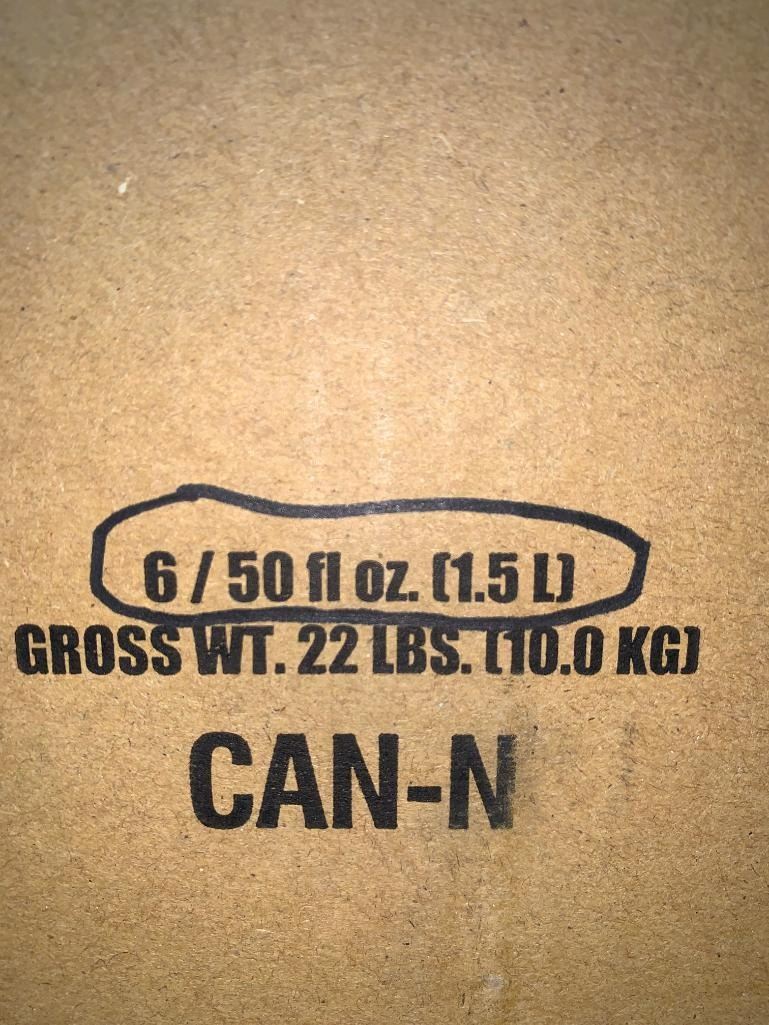 6 / 50 fl oz. (1.5 L)
GROSS WT. 22 LBS. (10.0 KG)
CAN-N